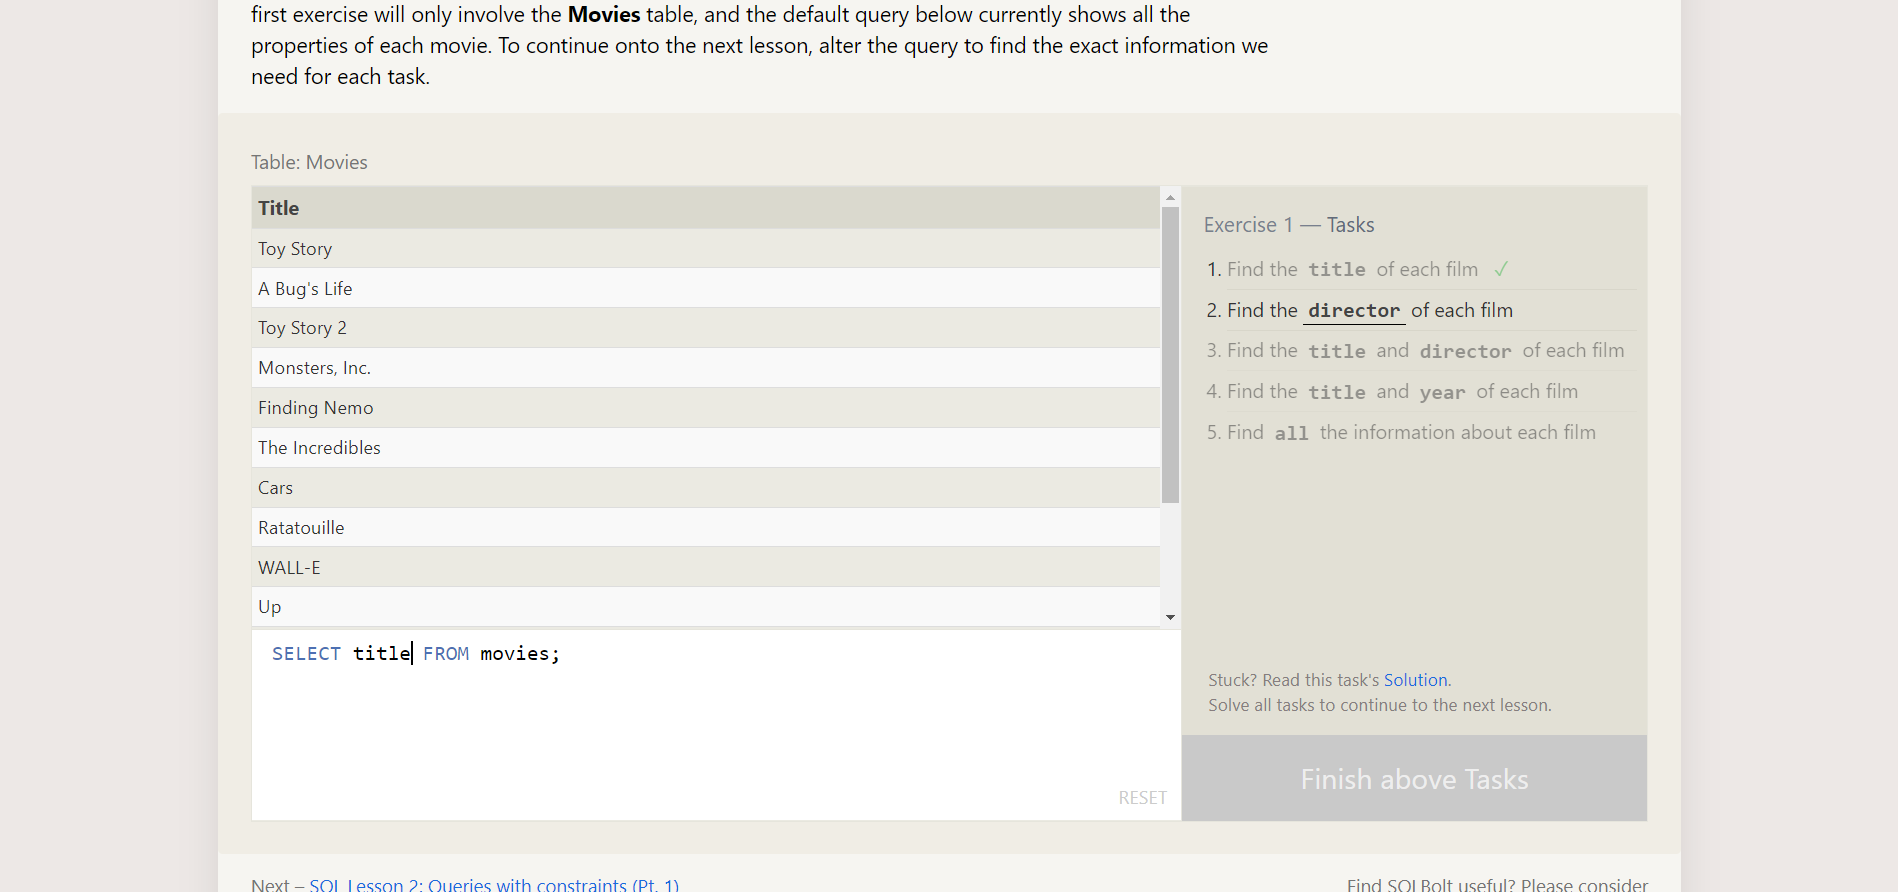 first exercise will only involve the Movies table, and the default query below currently shows all the
properties of each movie. To continue onto the next lesson, alter the query to find the exact information we
need for each task.
Table: Movies
Title
Toy Story
A Bug's Life
Toy Story 2
Monsters, Inc.
Finding Nemo
The Incredibles
Cars
Ratatouille
WALL-E
Up
SELECT title FROM movies;
RESET
Exercise 1 — Tasks
1. Find the title of each film ✓
2. Find the director of each film
3. Find the title and director of each film
4. Find the title and year of each film
5. Find all the information about each film
Stuck? Read this task's Solution.
Solve all tasks to continue to the next lesson.
Finish above Tasks
Next – SQL Lesson 2: Queries with constraints (Pt. 1)
Find SQLBolt useful? Please consider